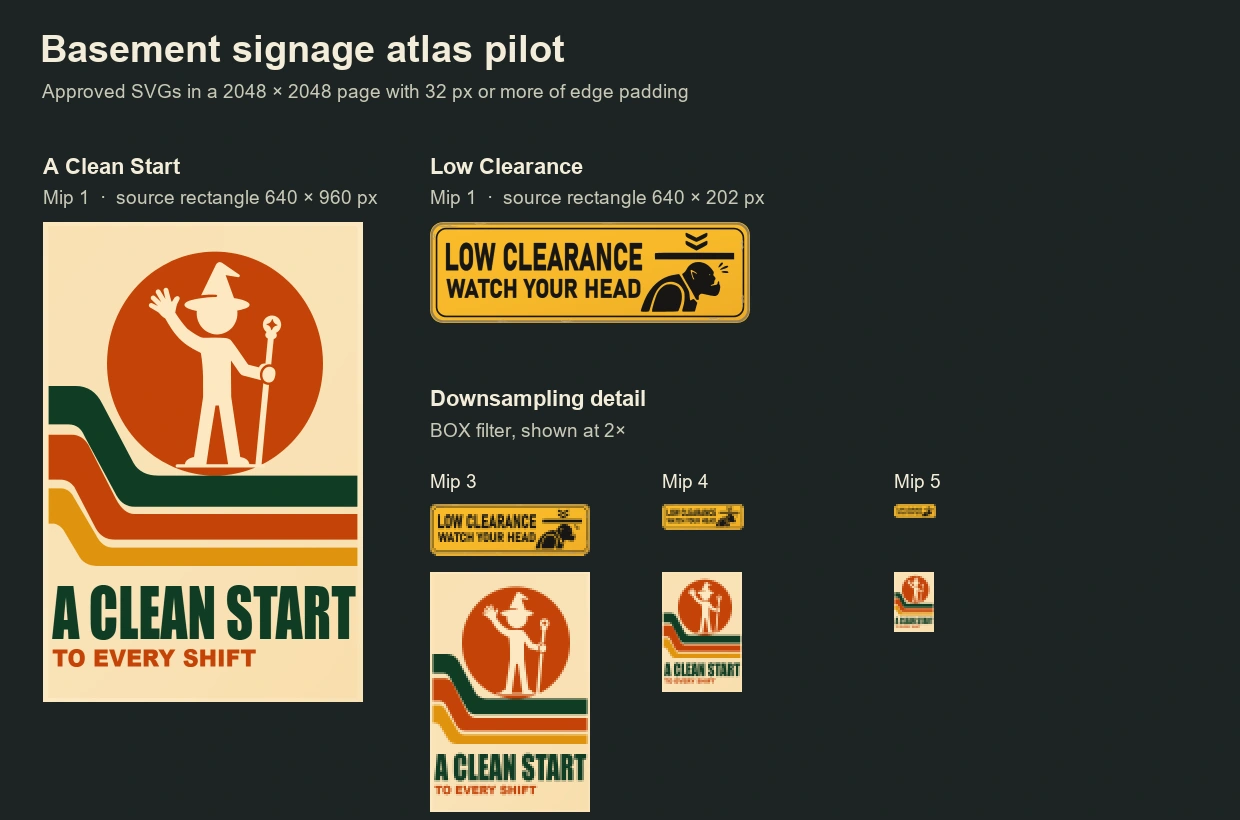 Basement signage atlas pilot
Approved SVGs in a 2048 × 2048 page with 32 px or more of edge padding
A Clean Start
Mip 1 · source rectangle 640 × 960 px
A CLEAN START
TO EVERY SHIFT
Low Clearance
Mip 1 · source rectangle 640 × 202 px
LOW CLEARANCE
WATCH YOUR HEAD
Downsampling detail
BOX filter, shown at 2×
Mip 3
LOW CLEARANCE
WATCH YOUR HEAD
A CLEAN START
TO EVERY SHIFT
Mip 4
LOW CLEARANCE
WATCH YOUR HEAD
A CLEAN START
TO EVERY SHIFT
Mip 5
A CLEAN START